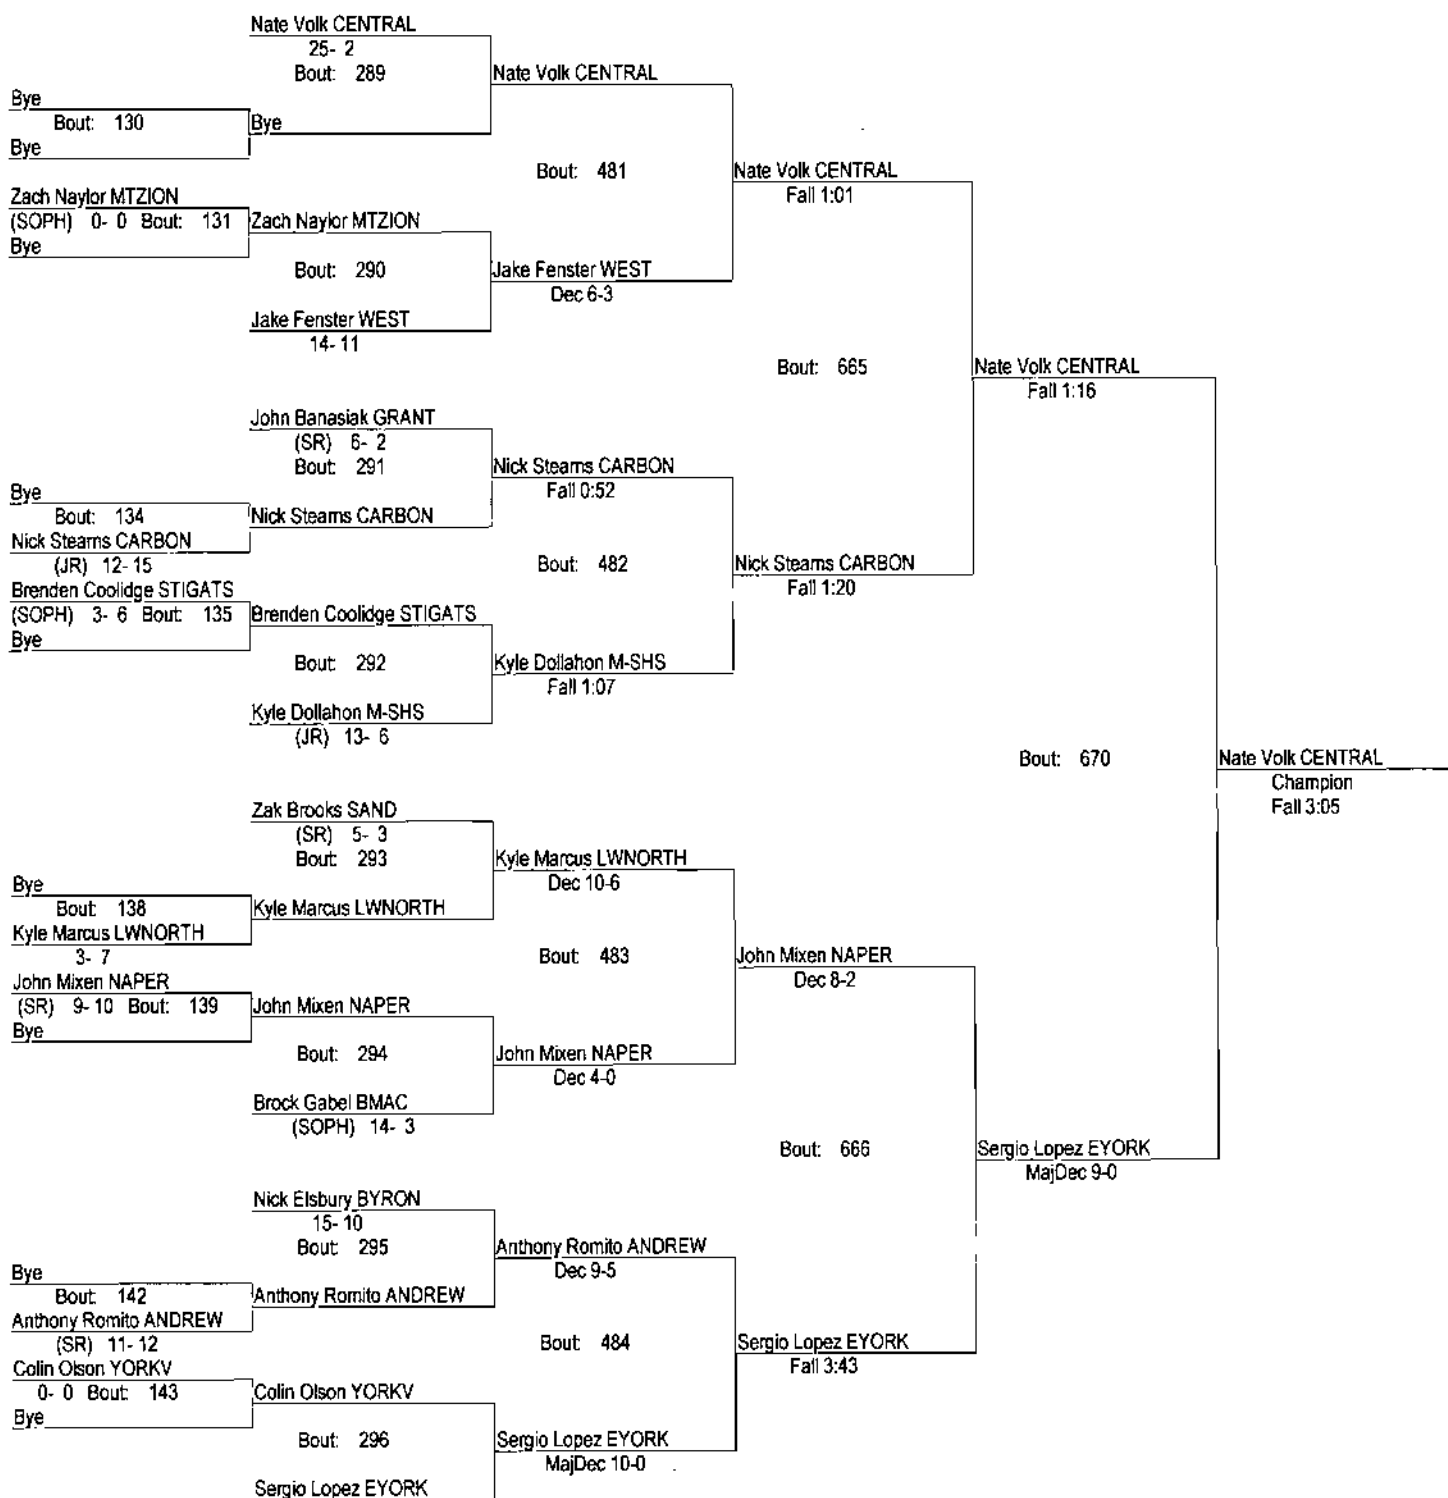 Nate Volk CENTRAL
25- 2
Bout: 289
Nate Volk CENTRAL
Bye
Bout: 130
Bye
Bye
Bout: 481
Nate Volk CENTRAL
Fall 1:01
Zach Naylor MTZION
(SOPH) 0- 0 Bout: 131
Zach Naylor MTZION
Bye
Bout: 290
Jake Fenster WEST
Dec 6-3
Jake Fenster WEST
14- 11
Bout: 665
Nate Volk CENTRAL
Fall 1:16
John Banasiak GRANT
(SR) 6- 2
Bout: 291
Nick Stearns CARBON
Fall 0:52
Bye
Bout: 134
Nick Stearns CARBON
Nick Stearns CARBON
(JR) 12- 15
Bout: 482
Nick Stearns CARBON
Fall 1:20
Brenden Coolidge STIGATS
(SOPH) 3- 6 Bout: 135
Brenden Coolidge STIGATS
Bye
Bout: 292
Kyle Dollahon M-SHS
Fall 1:07
Kyle Dollahon M-SHS
(JR) 13- 6
Bout: 670
Nate Volk CENTRAL
Champion
Fall 3:05
Zak Brooks SAND
(SR) 5- 3
Bout: 293
Kyle Marcus LWNORTH
Dec 10-6
Bye
Bout: 138
Kyle Marcus LWNORTH
Kyle Marcus LWNORTH
3- 7
Bout: 483
John Mixen NAPER
Dec 8-2
John Mixen NAPER
(SR) 9- 10 Bout: 139
John Mixen NAPER
Bye
Bout: 294
John Mixen NAPER
Dec 4-0
Brock Gabel BMAC
(SOPH) 14- 3
Bout: 666
Sergio Lopez EYORK
MajDec 9-0
Nick Elsbury BYRON
15- 10
Bout: 295
Anthony Romito ANDREW
Dec 9-5
Bye
Bout: 142
Anthony Romito ANDREW
Anthony Romito ANDREW
(SR) 11- 12
Bout: 484
Sergio Lopez EYORK
Fall 3:43
Colin Olson YORKV
0- 0 Bout: 143
Colin Olson YORKV
Bye
Bout: 296
Sergio Lopez EYORK
MajDec 10-0
Sergio Lopez EYORK